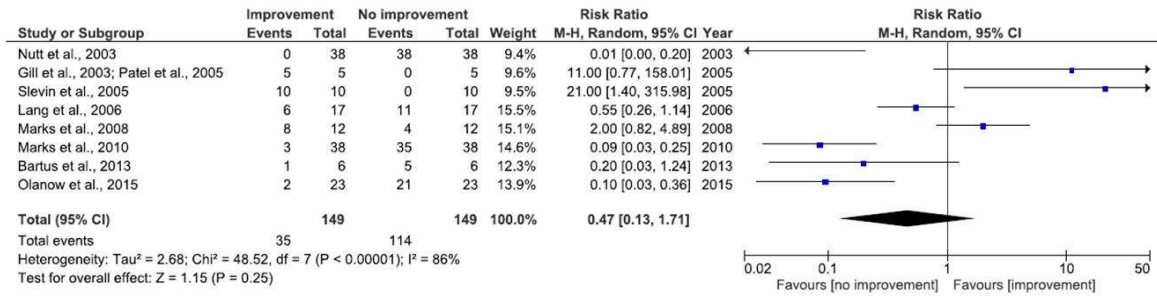 Improvement No improvement Risk Ratio Risk Ratio
Study or Subgroup Events Total Events Total Weight M-H, Random, 95% CI Year M-H, Random, 95% CI
Nutt et al., 2003 0 38 38 38 9.4% 0.01 [0.00, 0.20] 2003
Gill et al., 2003; Patel et al., 2005 5 5 0 5 9.6% 11.00 [0.77, 158.01] 2005
Slevin et al., 2005 10 10 0 10 9.5% 21.00 [1.40, 315.98] 2005
Lang et al., 2006 6 17 11 17 15.5% 0.55 [0.26, 1.14] 2006
Marks et al., 2008 8 12 4 12 15.1% 2.00 [0.82, 4.89] 2008
Marks et al., 2010 3 38 35 38 14.6% 0.09 [0.03, 0.25] 2010
Bartus et al., 2013 1 6 5 6 12.3% 0.20 [0.03, 1.24] 2013
Olanow et al., 2015 2 23 21 23 13.9% 0.10 [0.03, 0.36] 2015
Total (95% CI) 149 149 100.0% 0.47 [0.13, 1.71]
Total events 35 114
Heterogeneity: Tau² = 2.68; Chi² = 48.52, df = 7 (P < 0.00001); I² = 86%
Test for overall effect: Z = 1.15 (P = 0.25)
0.02 0.1 1 10 50
Favours [no improvement] Favours [improvement]